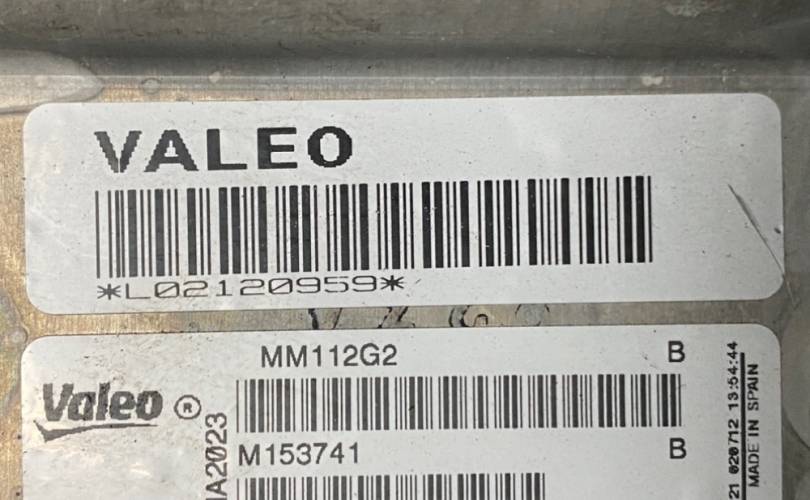 VALEO
*L02120959*
MM112G2 B
Valeo ®
M153741 B
21 020712 13:54:44
MADE IN SPAIN